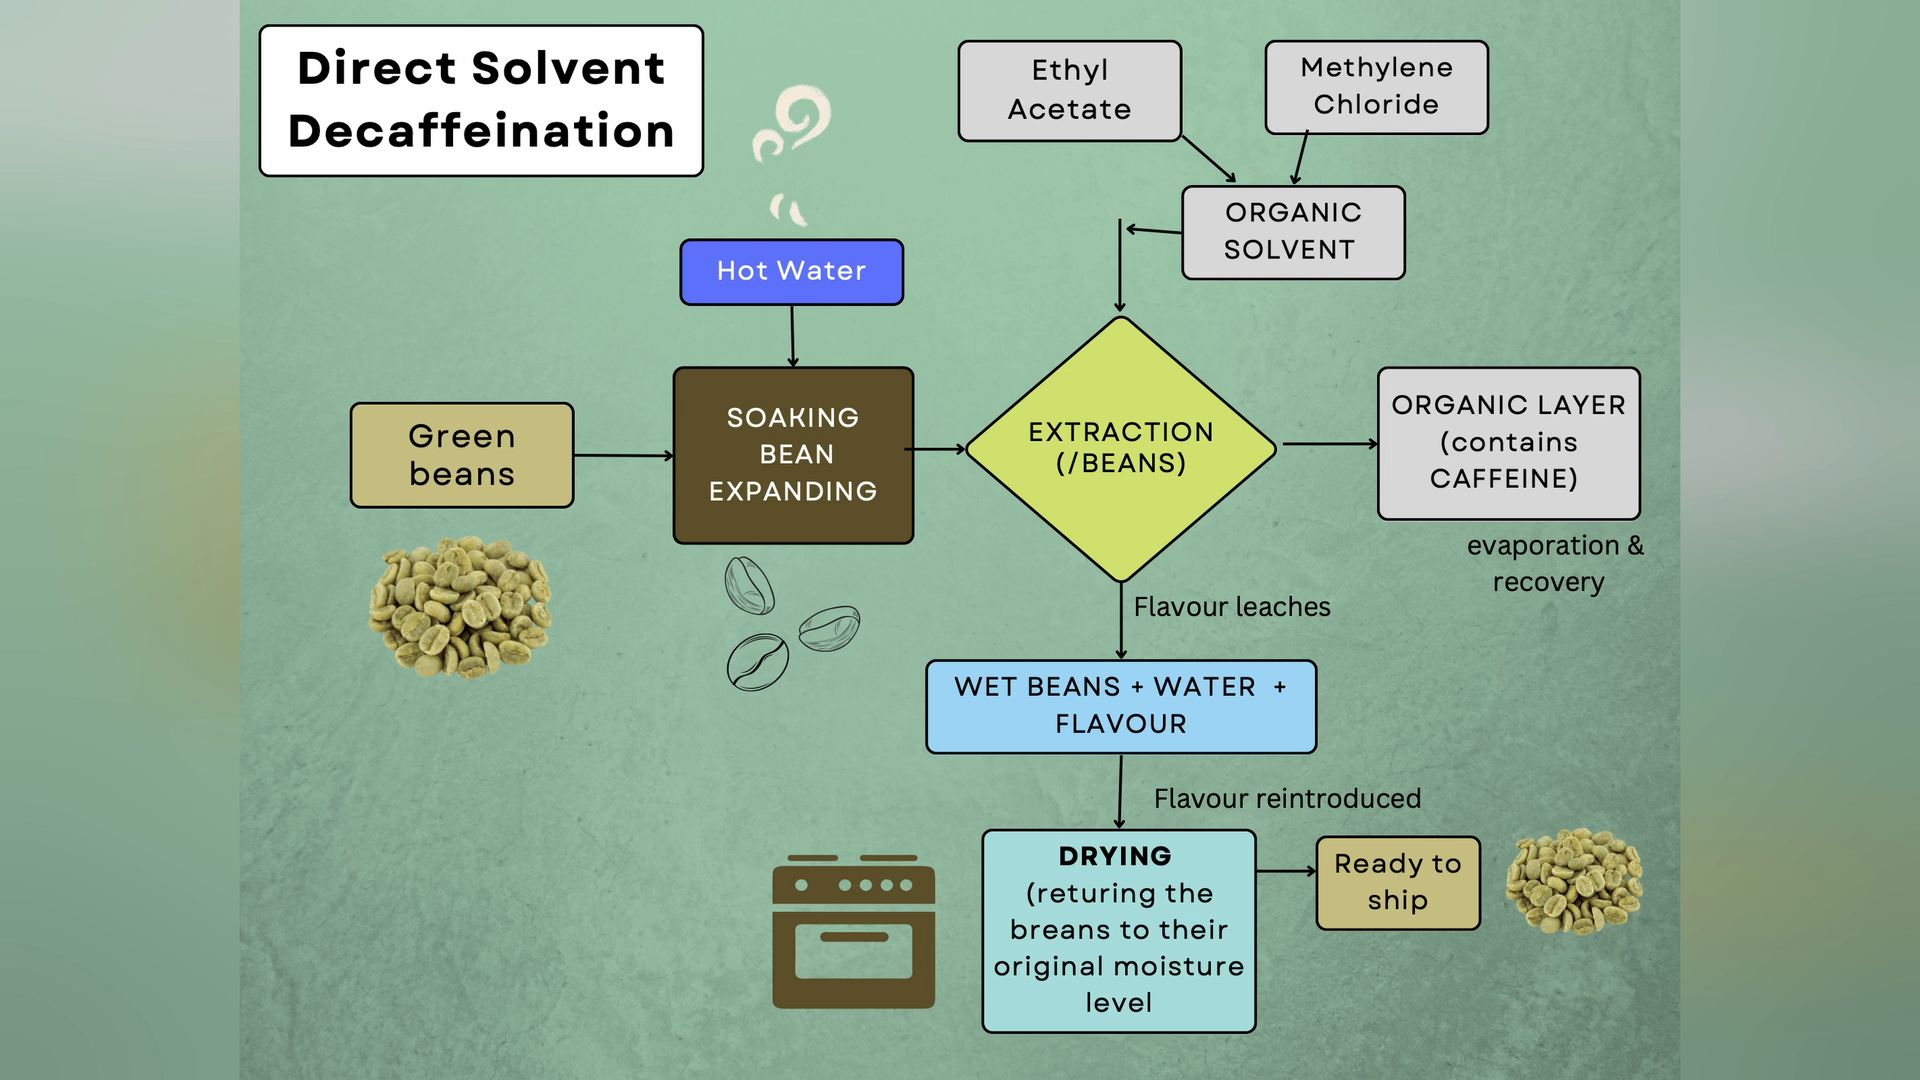 Direct Solvent
Decaffeination
Ethyl
Acetate
Methylene
Chloride
ORGANIC
SOLVENT
Hot Water
Green
beans
SOAKING
BEAN
EXPANDING
EXTRACTION
(/BEANS)
ORGANIC LAYER
(contains
CAFFEINE)
evaporation &
recovery
Flavour leaches
WET BEANS + WATER +
FLAVOUR
Flavour reintroduced
DRYING
(returing the
breans to their
original moisture
level
Ready to
ship